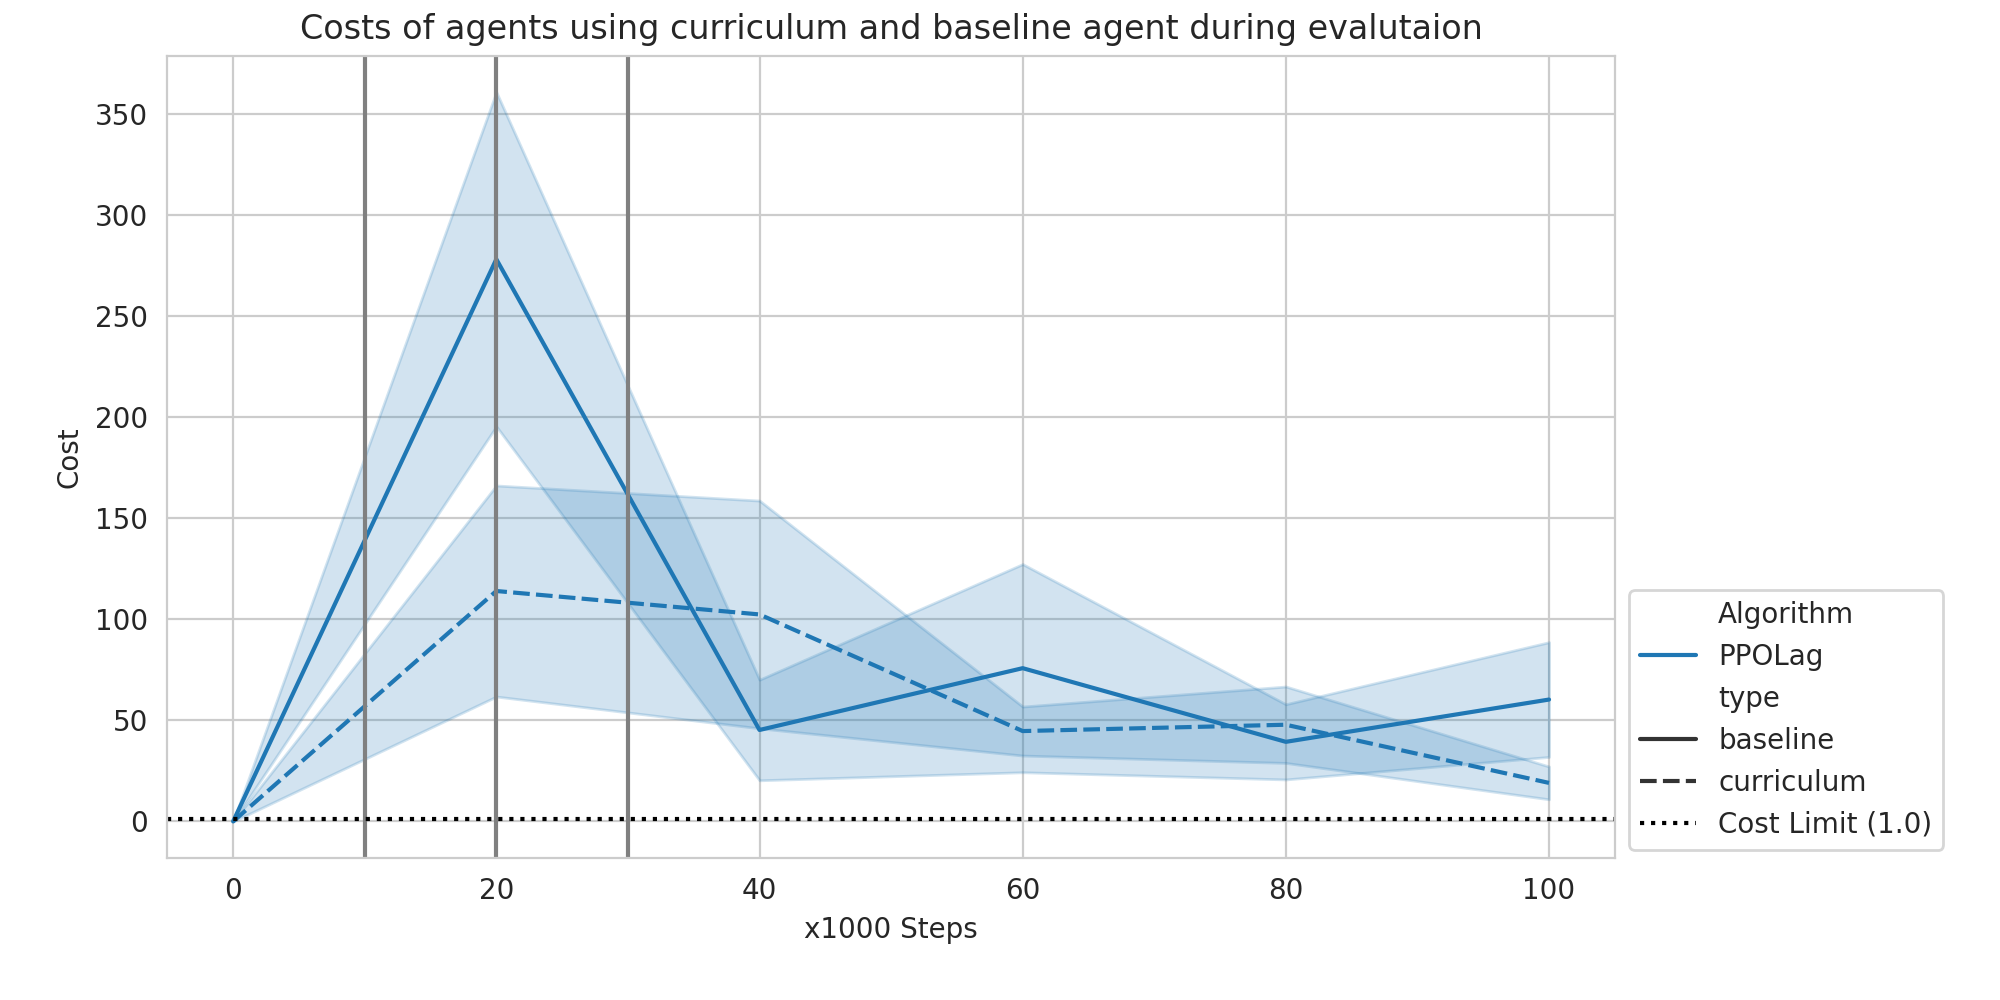 Costs of agents using curriculum and baseline agent during evalutaion
350
300
250
200
150
100
50
0
Cost
0 20 40 60 80 100
x1000 Steps
Algorithm
PPOLag
type
baseline
curriculum
Cost Limit (1.0)